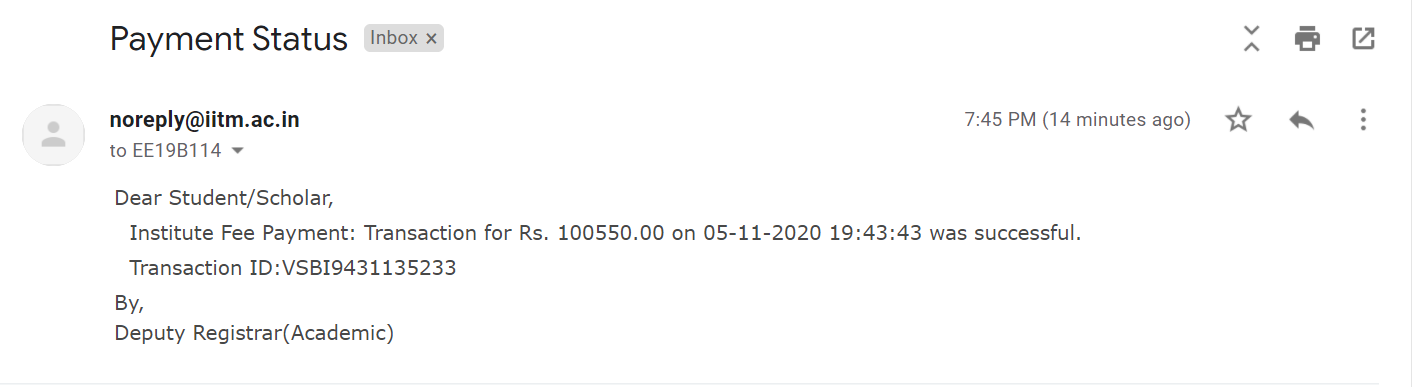 Payment Status Inbox ×
noreply@iitm.ac.in 7:45 PM (14 minutes ago)
to EE19B114
Dear Student/Scholar,
Institute Fee Payment: Transaction for Rs. 100550.00 on 05-11-2020 19:43:43 was successful.
Transaction ID:VSBI9431135233
By,
Deputy Registrar(Academic)